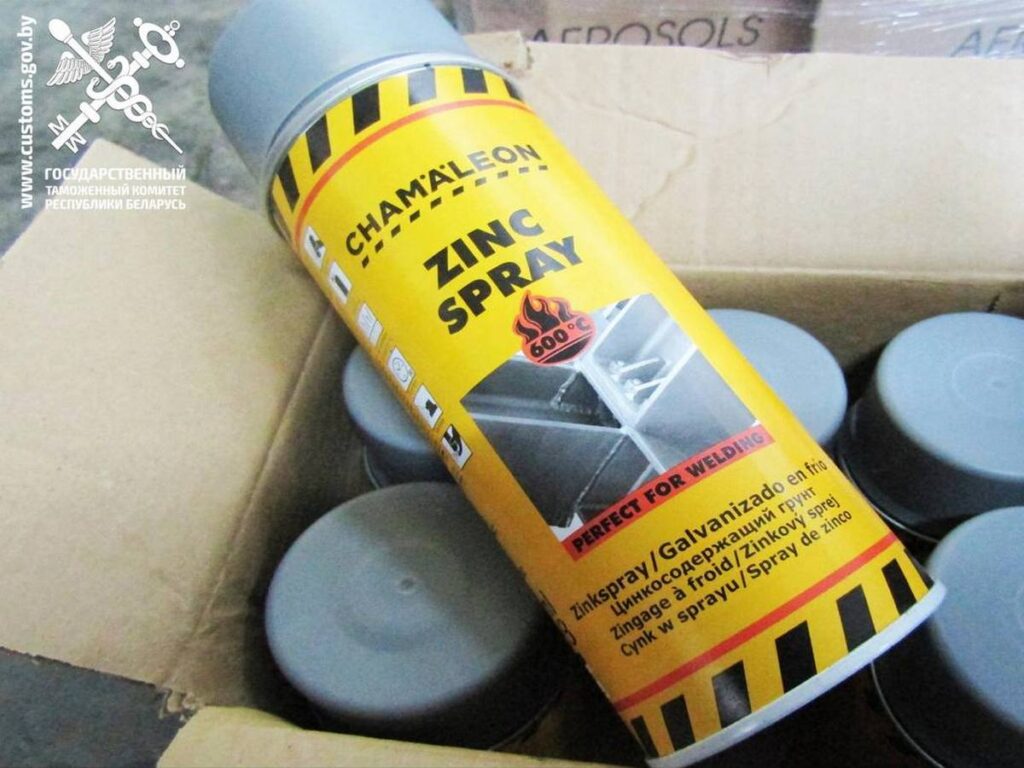 www.customs.gov.by
ГОСУДАРСТВЕННЫЙ
ТАМОЖЕННЫЙ КОМИТЕТ
РЕСПУБЛИКИ БЕЛАРУСЬ
AEROSOLS
CHAMÄLEON
ZINC
SPRAY
600°C
PERFECT FOR WELDING
Zinkspray/Galvanizado en frío
Цинкосодержащий грунт
Zingage à froid/Zinkový sprej
Cynk w sprayu/Spray de zinco